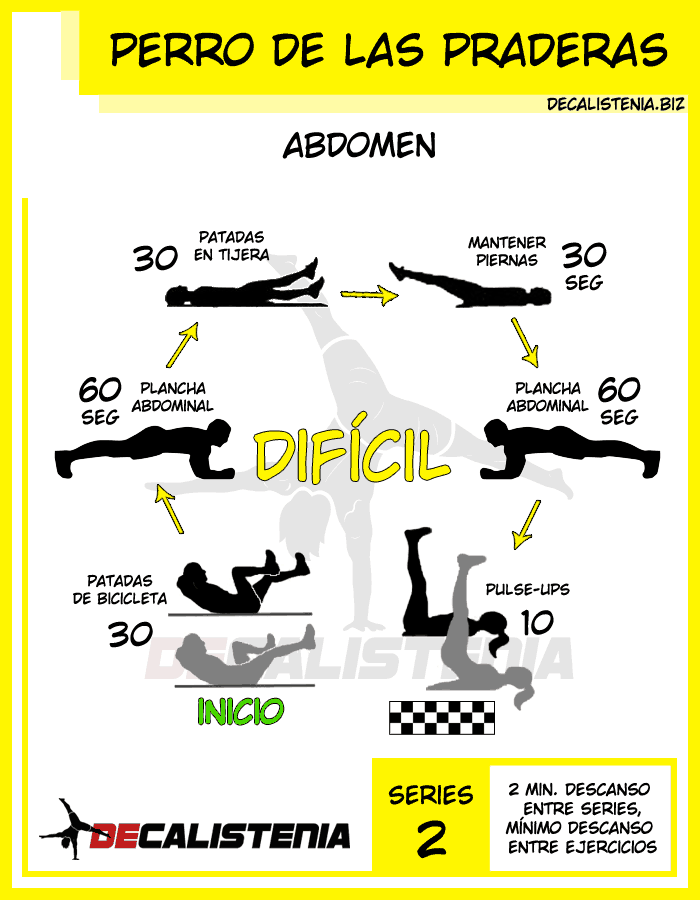 PERRO DE LAS PRADERAS
DECALISTENIA.BIZ
ABDOMEN
30
PATADAS
EN TIJERA
MANTENER
PIERNAS
30
SEG
60
SEG
PLANCHA
ABDOMINAL
PLANCHA
ABDOMINAL
60
SEG
DIFÍCIL
PATADAS
DE BICICLETA
30
PULSE-UPS
10
DECALISTENIA
INICIO
DECALISTENIA
SERIES
2
2 MIN. DESCANSO
ENTRE SERIES,
MÍNIMO DESCANSO
ENTRE EJERCICIOS